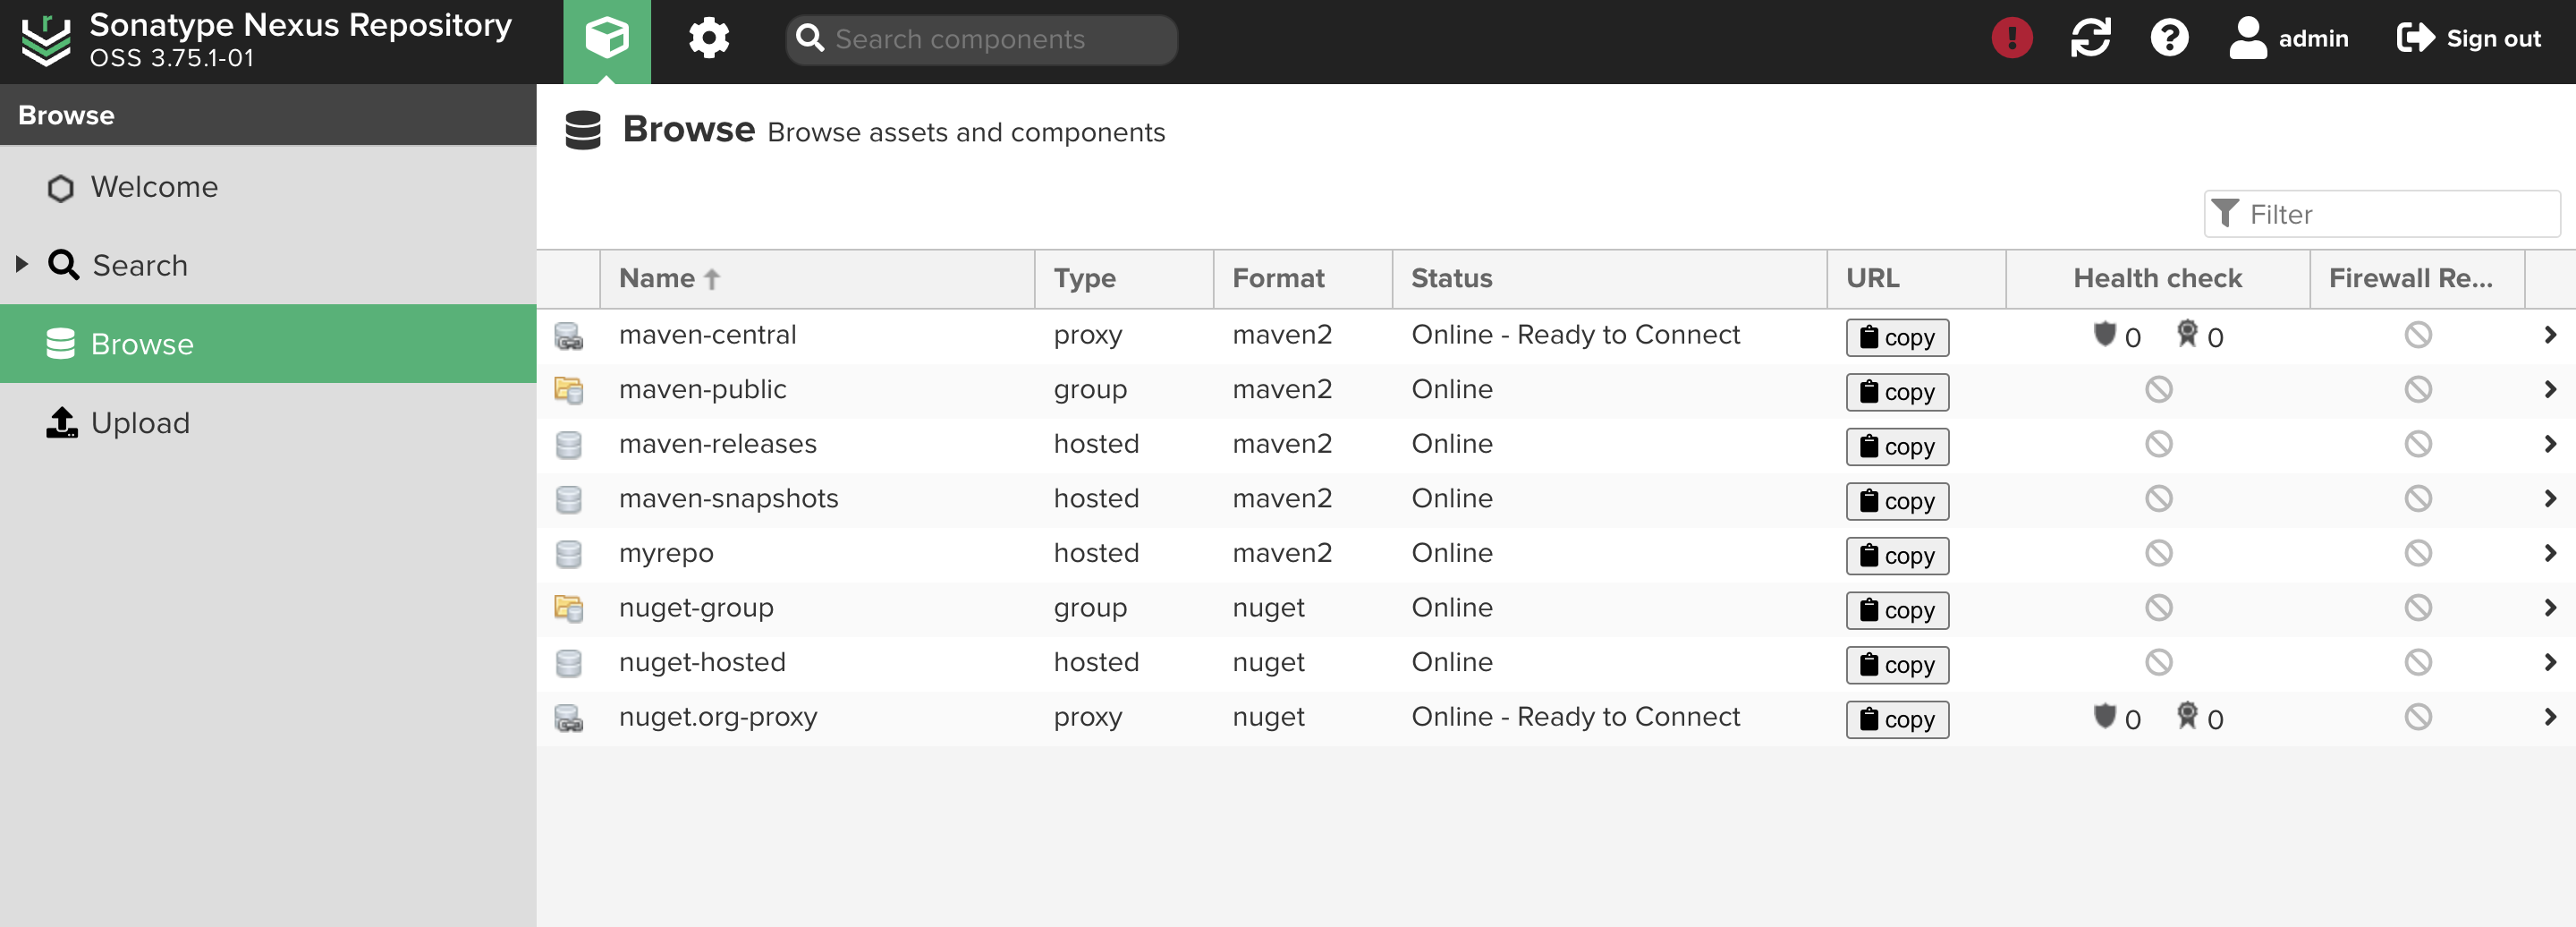 Sonatype Nexus Repository
OSS 3.75.1-01
Search components
admin
Sign out
Browse
Welcome
Search
Browse
Upload
Browse Browse assets and components
Filter
Name Type Format Status URL Health check Firewall Re...
maven-central proxy maven2 Online - Ready to Connect copy 0 0
maven-public group maven2 Online copy
maven-releases hosted maven2 Online copy
maven-snapshots hosted maven2 Online copy
myrepo hosted maven2 Online copy
nuget-group group nuget Online copy
nuget-hosted hosted nuget Online copy
nuget.org-proxy proxy nuget Online - Ready to Connect copy 0 0